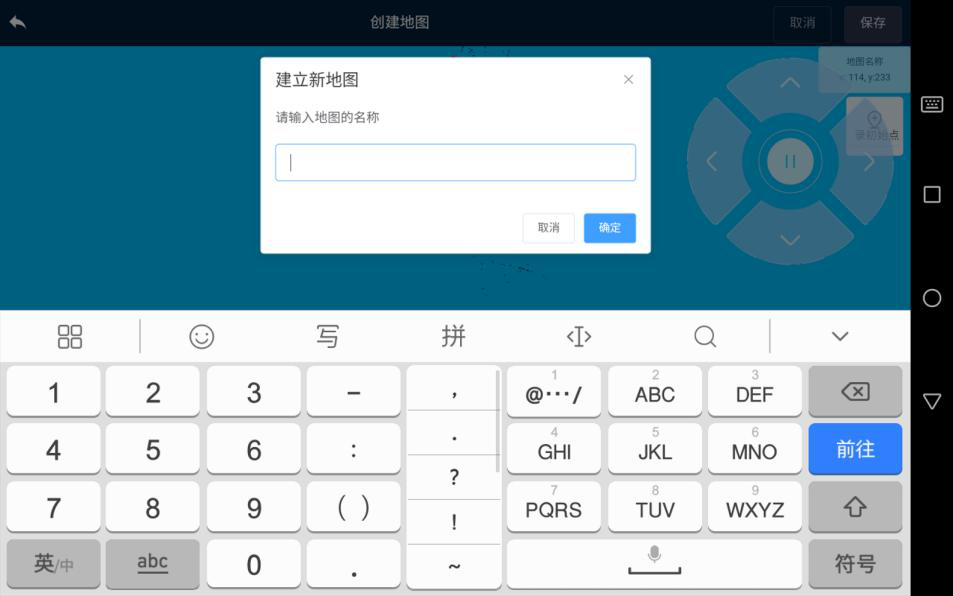 创建地图
取消
保存
地图名称
x: 114, y:233
录初始点
建立新地图
请输入地图的名称
取消
确定
写
拼
1
2
3
-
,
1
@···/
2
ABC
3
DEF
4
5
6
:
.
4
GHI
5
JKL
6
MNO
前往
?
7
8
9
( )
!
7
PQRS
8
TUV
9
WXYZ
英/中
abc
0
.
~
符号